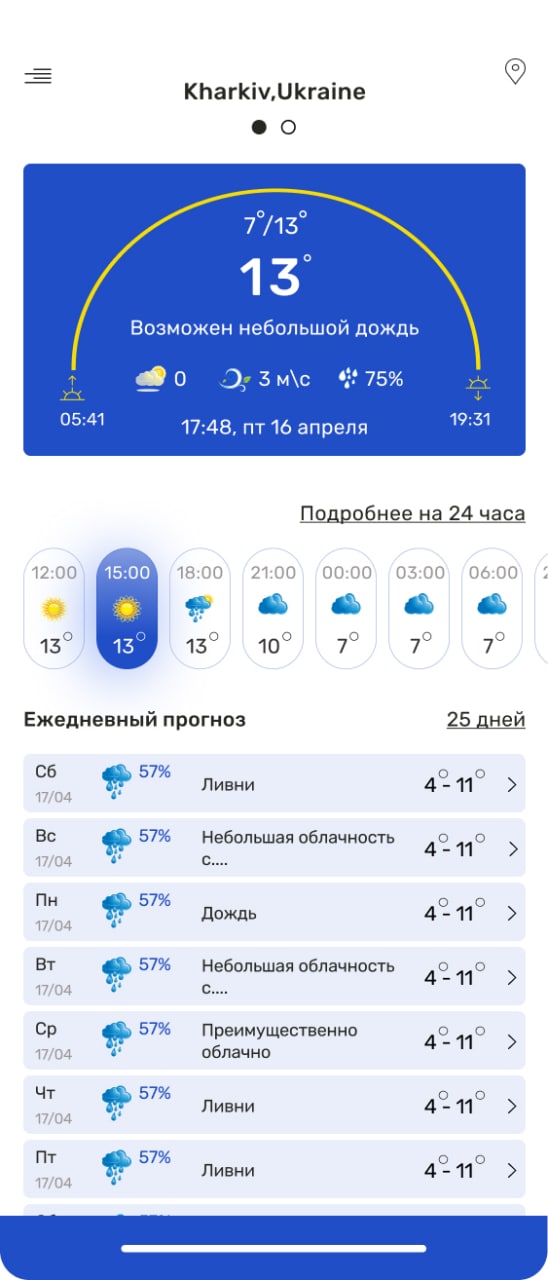 Kharkiv,Ukraine
7°/13°
13°
Возможен небольшой дождь
0 3 м\с 75%
05:41 19:31
17:48, пт 16 апреля
Подробнее на 24 часа
12:00 15:00 18:00 21:00 00:00 03:00 06:00
13° 13° 13° 10° 7° 7° 7°
Ежедневный прогноз 25 дней
Сб 57%
Ливни 4° - 11°
17/04
Вс 57% Небольшая облачность
4° - 11°
17/04 с....
Пн 57%
Дождь 4° - 11°
17/04
Вт 57% Небольшая облачность
4° - 11°
17/04 с....
Ср 57% Преимущественно
4° - 11°
17/04 облачно
Чт 57%
Ливни 4° - 11°
17/04
Пт 57%
Ливни 4° - 11°
17/04